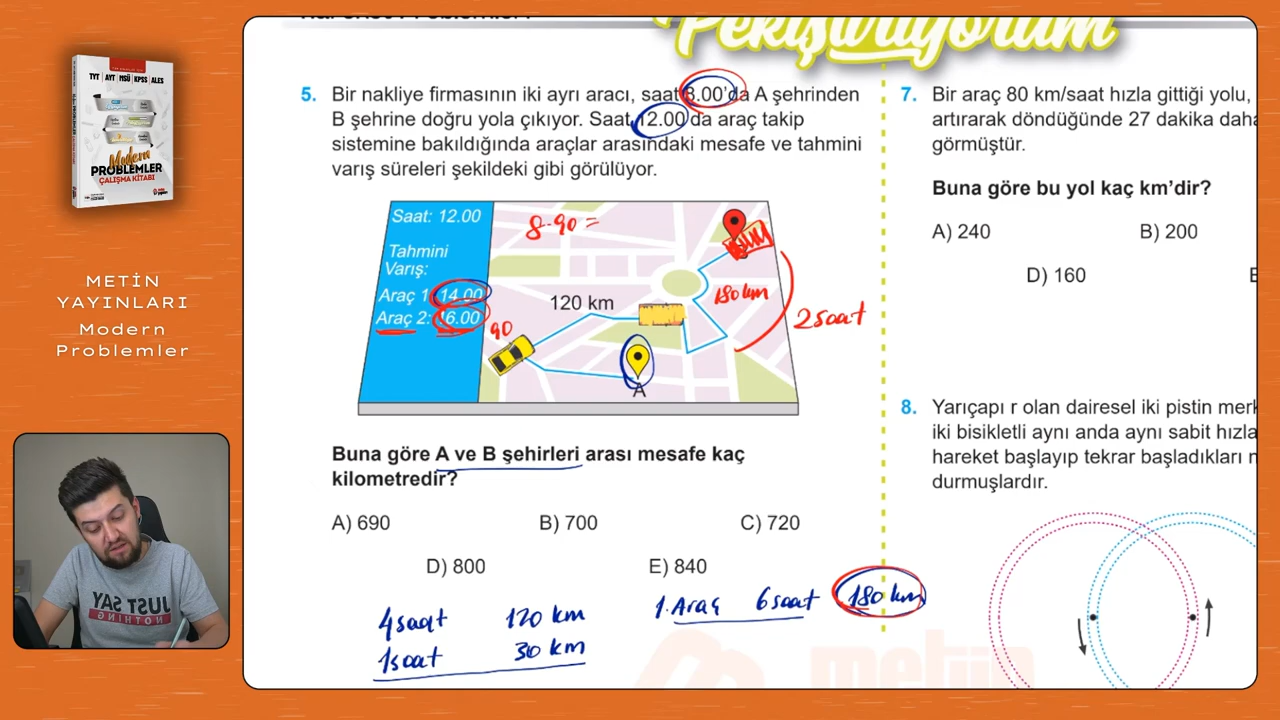 TYT | AYT | MSÜ | KPSS | ALES
Modern
PROBLEMLER
ÇALIŞMA KİTABI
METİN
YAYINLARI
Modern
Problemler
JUST SAY
NOTHING
Pekiştiriyorum
5. Bir nakliye firmasının iki ayrı aracı, saat 8.00'da A şehrinden
B şehrine doğru yola çıkıyor. Saat 12.00'da araç takip
sistemine bakıldığında araçlar arasındaki mesafe ve tahmini
varış süreleri şekildeki gibi görülüyor.
Saat: 12.00
Tahmini
Varış:
Araç 1: 14.00
Araç 2: 16.00
8.90 =
90
120 km
180 km
2 saat
A
Buna göre A ve B şehirleri arası mesafe kaç
kilometredir?
A) 690
B) 700
C) 720
D) 800
E) 840
4 saat 120 km
1 saat 30 km
1. Araç 6 saat 180 km
metin
7. Bir araç 80 km/saat hızla gittiği yolu,
artırarak döndüğünde 27 dakika daha
görmüştür.
Buna göre bu yol kaç km'dir?
A) 240
B) 200
D) 160
8. Yarıçapı r olan dairesel iki pistin
iki bisikletli aynı anda aynı sabit hızla
hareket başlayıp tekrar başladıkları
durmuşlardır.